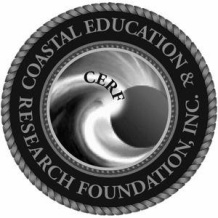 COASTAL EDUCATION &
RESEARCH FOUNDATION, INC.
CERF